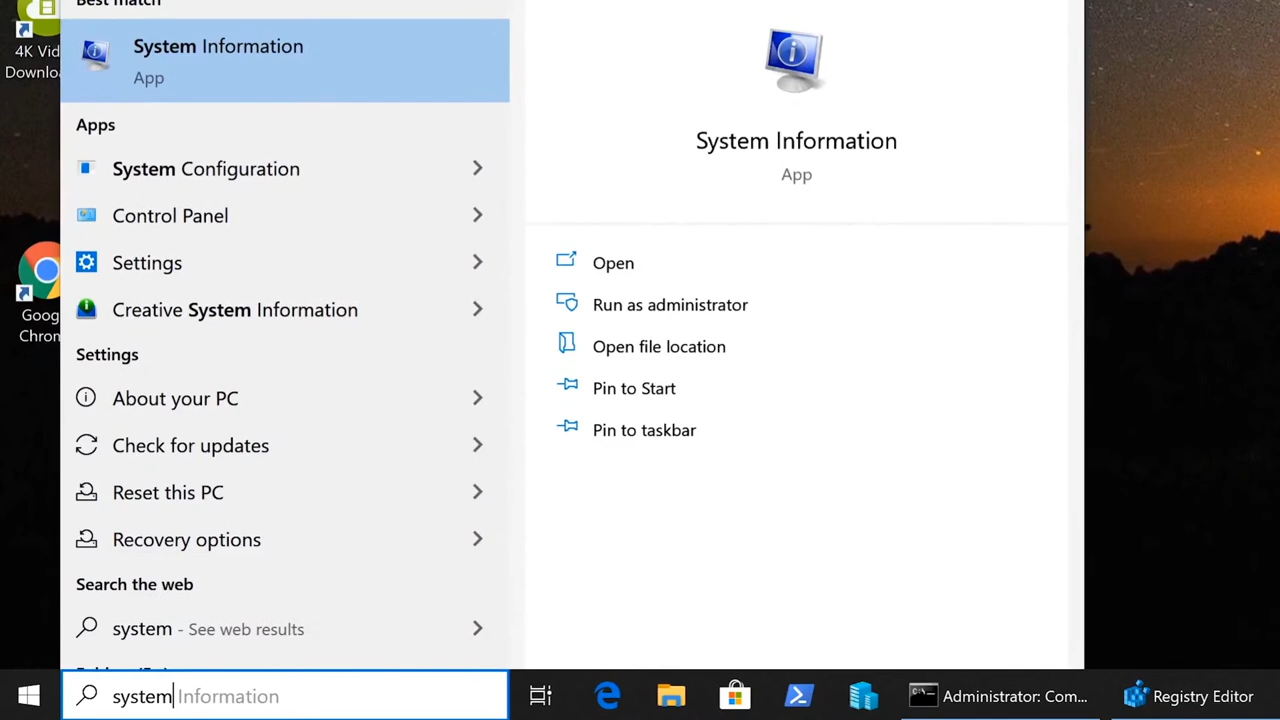 Best match
4K Vid
Downlo
System Information
App
System Information
App
Apps
System Configuration
Control Panel
Settings
Creative System Information
Open
Run as administrator
Open file location
Pin to Start
Pin to taskbar
Goog
Chrom
Settings
About your PC
Check for updates
Reset this PC
Recovery options
Search the web
system - See web results
system Information
Administrator: Com...
Registry Editor